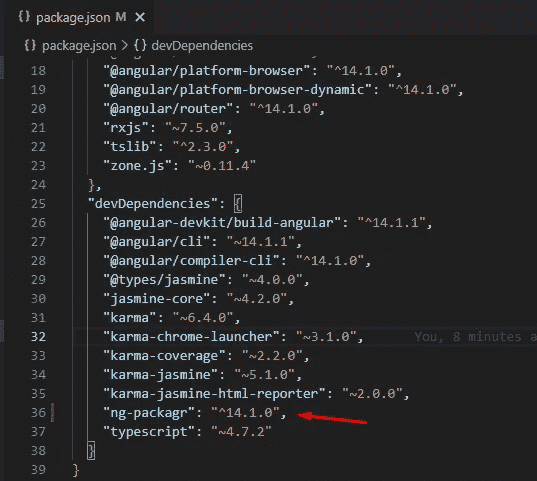 {} package.json M
{} package.json > {} devDependencies
18 "@angular/platform-browser": "^14.1.0",
19 "@angular/platform-browser-dynamic": "^14.1.0",
20 "@angular/router": "^14.1.0",
21 "rxjs": "~7.5.0",
22 "tslib": "^2.3.0",
23 "zone.js": "~0.11.4"
24 },
25 "devDependencies": {
26 "@angular-devkit/build-angular": "^14.1.1",
27 "@angular/cli": "~14.1.1",
28 "@angular/compiler-cli": "^14.1.0",
29 "@types/jasmine": "~4.0.0",
30 "jasmine-core": "~4.2.0",
31 "karma": "~6.4.0",
32 "karma-chrome-launcher": "~3.1.0", You, 8 minutes a
33 "karma-coverage": "~2.2.0",
34 "karma-jasmine": "~5.1.0",
35 "karma-jasmine-html-reporter": "~2.0.0",
36 "ng-packagr": "^14.1.0",
37 "typescript": "~4.7.2"
38 }
39 }